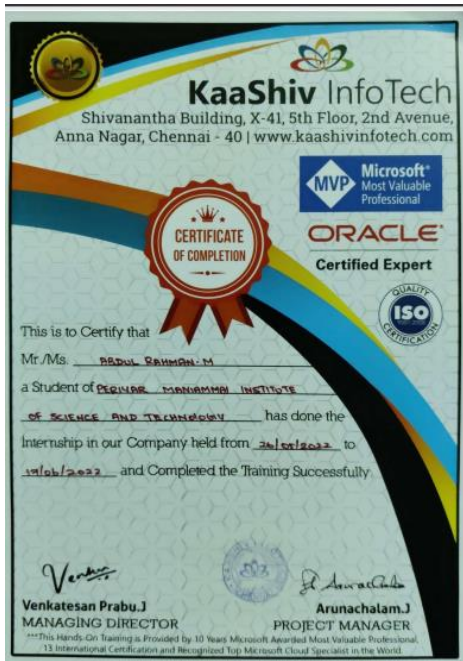 KaaShiv InfoTech
Shivanantha Building, X-41, 5th Floor, 2nd Avenue,
Anna Nagar, Chennai - 40 | www.kaashivinfotech.com
MVP
Microsoft®
Most Valuable
Professional
ORACLE®
Certified Expert
CERTIFICATE
OF COMPLETION
QUALITY
ISO
CERTIFICATION
This is to Certify that
Mr./Ms. ABDUL RAHMAN.M
a Student of PERIYAR MANIAMMAI INSTITUTE
OF SCIENCE AND TECHNOLOGY has done the
Internship in our Company held from 26/05/2022 to
19/06/2022 and Completed the Training Successfully
Venkatesan Prabu.J
MANAGING DIRECTOR
Arunachalam.J
PROJECT MANAGER
***This Hands-On Training is Provided by 10 Years Microsoft Awarded Most Valuable Professional,
13 International Certification and Recognized Top Microsoft Cloud Specialist in the World.